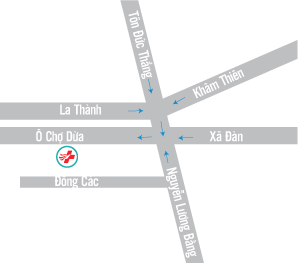 Tôn Đức Thắng
Khâm Thiên
La Thành
Ô Chợ Dừa
Xã Đàn
Đông Các
Nguyễn Lương Bằng